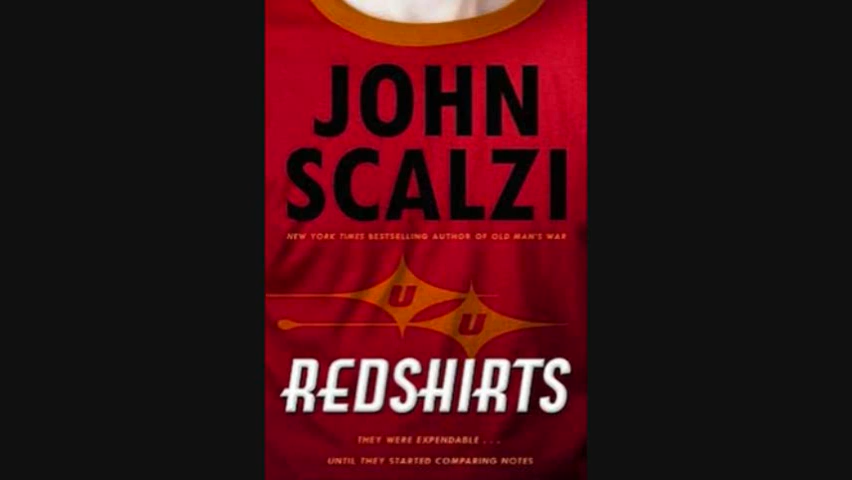 JOHN
SCALZI
NEW YORK TIMES BESTSELLING AUTHOR OF OLD MAN'S WAR
U
U
REDSHIRTS
THEY WERE EXPENDABLE . . .
UNTIL THEY STARTED COMPARING NOTES